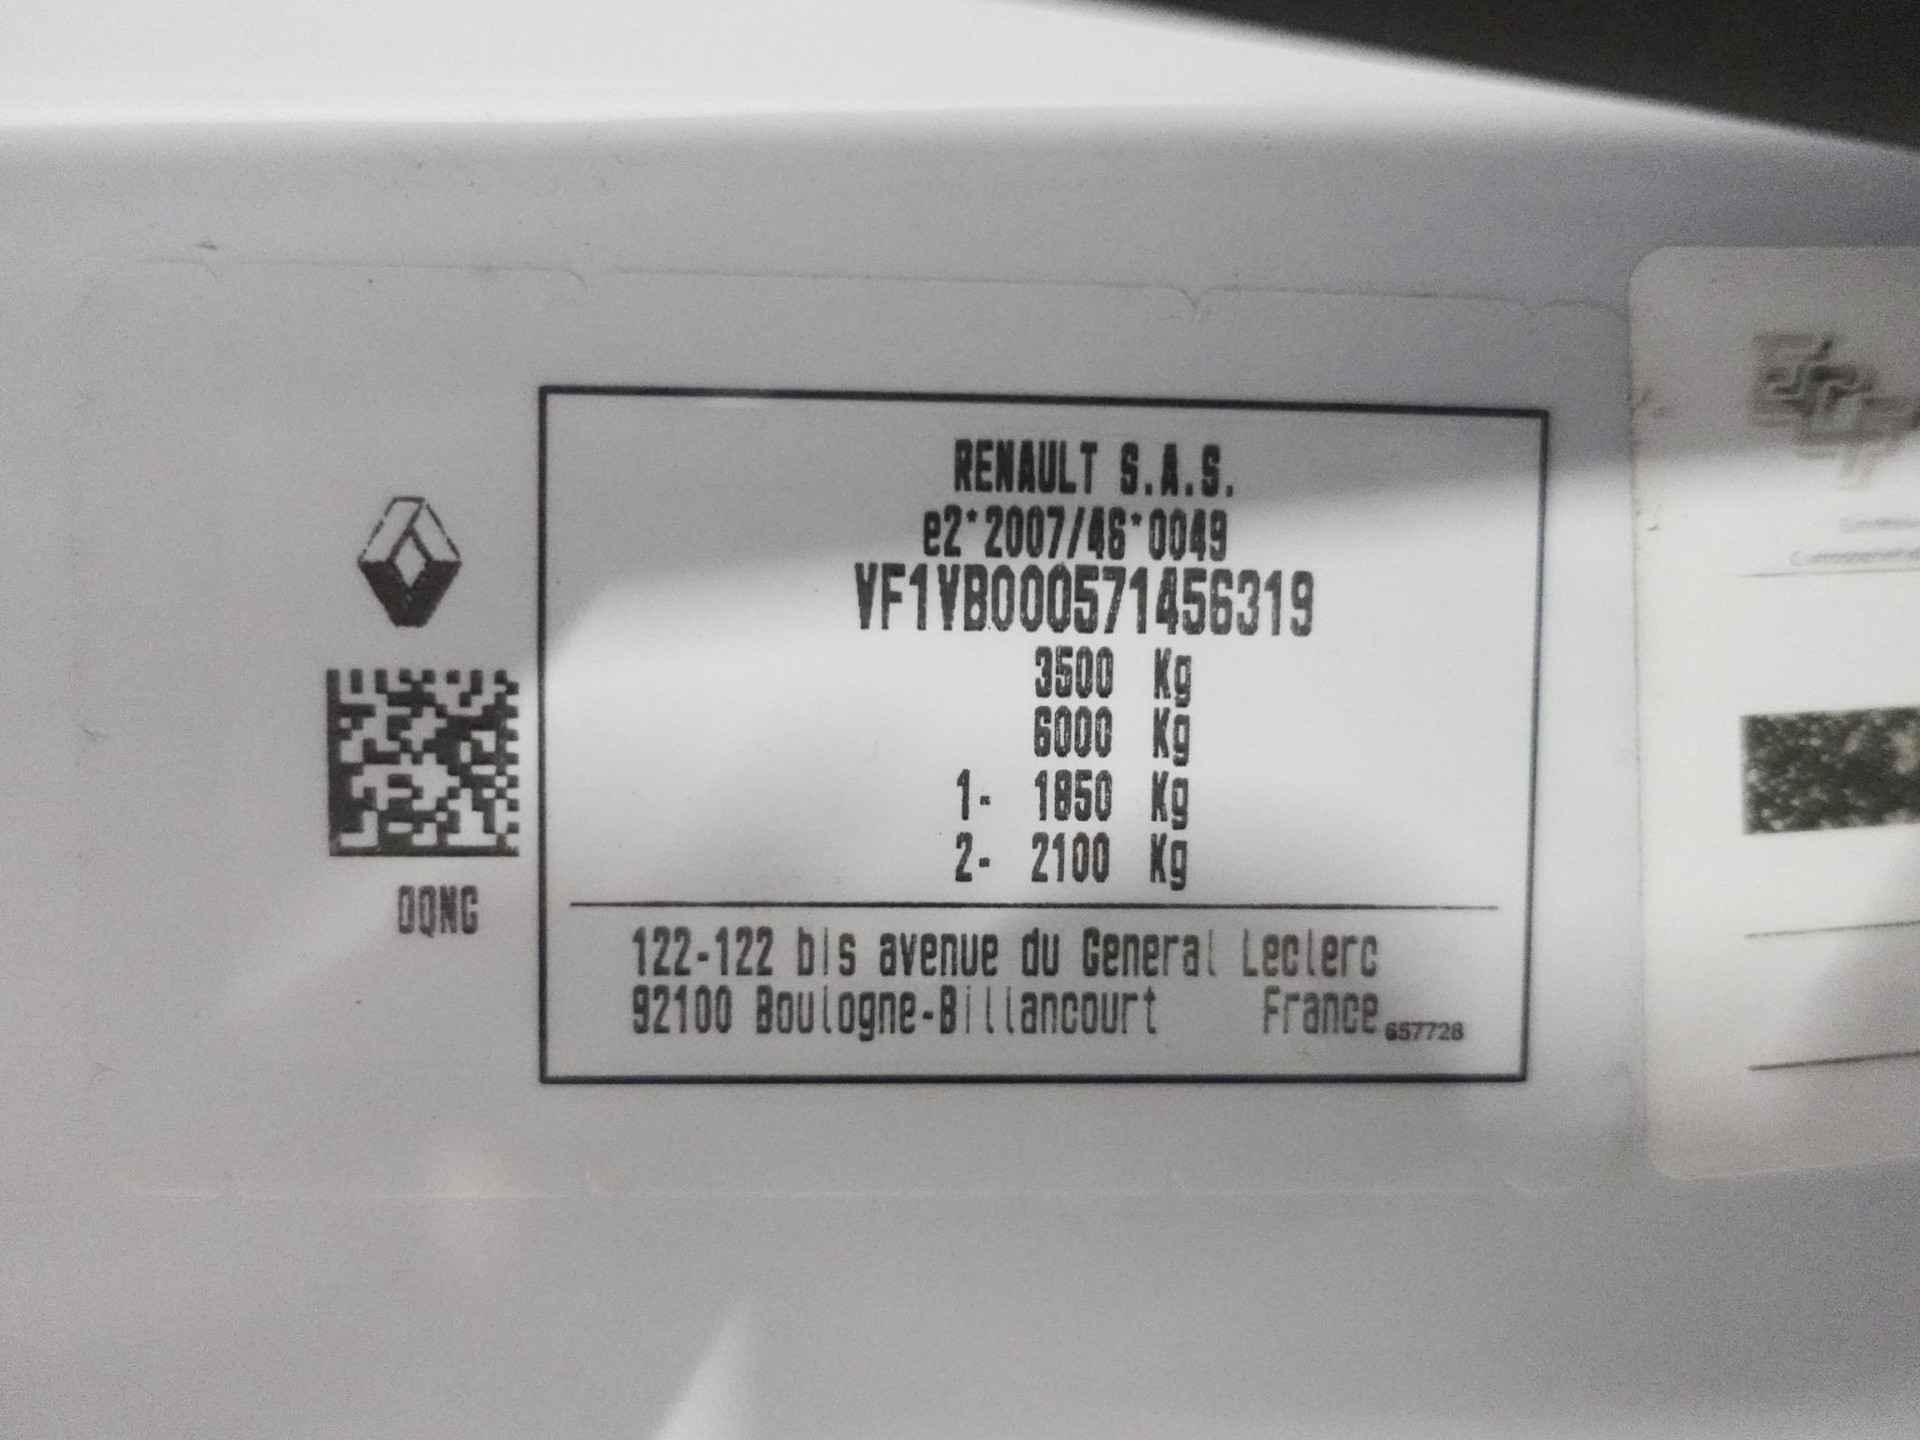 RENAULT S.A.S.
e2*2007/46*0049
VF1VB000571456319
3500 Kg
6000 Kg
1- 1850 Kg
2- 2100 Kg
OQNG
122-122 bis avenue du General Leclerc
92100 Boulogne-Billancourt France
657728